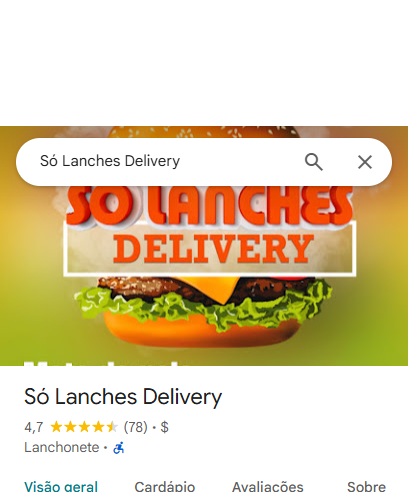 Só Lanches Delivery
SÓ LANCHES
DELIVERY
Só Lanches Delivery
4,7 (78) • $
Lanchonete •
Visão geral Cardápio Avaliações Sobre